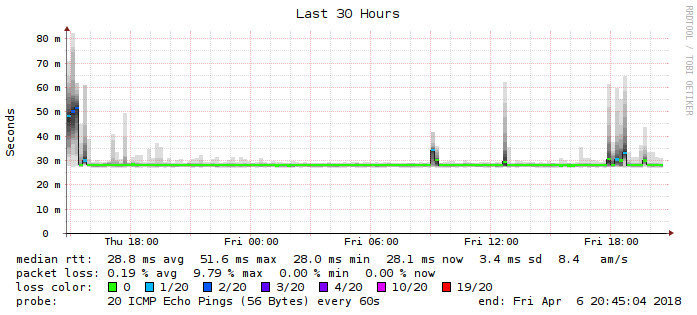 Last 30 Hours
RRDTOOL / TOBI OETIKER
Seconds
80 m
70 m
60 m
50 m
40 m
30 m
20 m
10 m
0
Thu 18:00 Fri 00:00 Fri 06:00 Fri 12:00 Fri 18:00
median rtt: 28.8 ms avg 51.6 ms max 28.0 ms min 28.1 ms now 3.4 ms sd 8.4 am/s
packet loss: 0.19 % avg 9.79 % max 0.00 % min 0.00 % now
loss color: 0 1/20 2/20 3/20 4/20 10/20 19/20
probe: 20 ICMP Echo Pings (56 Bytes) every 60s end: Fri Apr 6 20:45:04 2018